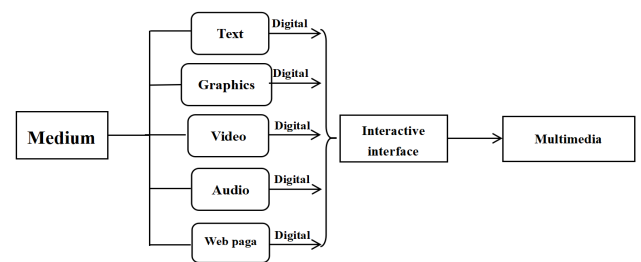 Medium
Text
Digital
Graphics
Digital
Video
Digital
Audio
Digital
Web paga
Digital
Interactive
interface
Multimedia